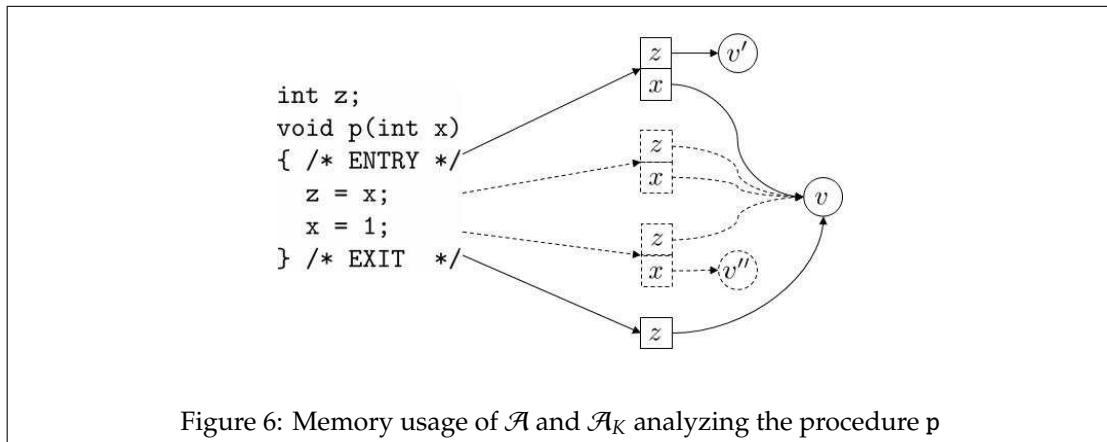 int z;
void p(int x)
{ /* ENTRY */
z = x;
x = 1;
} /* EXIT */
z
x
v′
z
x
z
x
v″
z
v
Figure 6: Memory usage of 𝒜 and 𝒜_K analyzing the procedure p